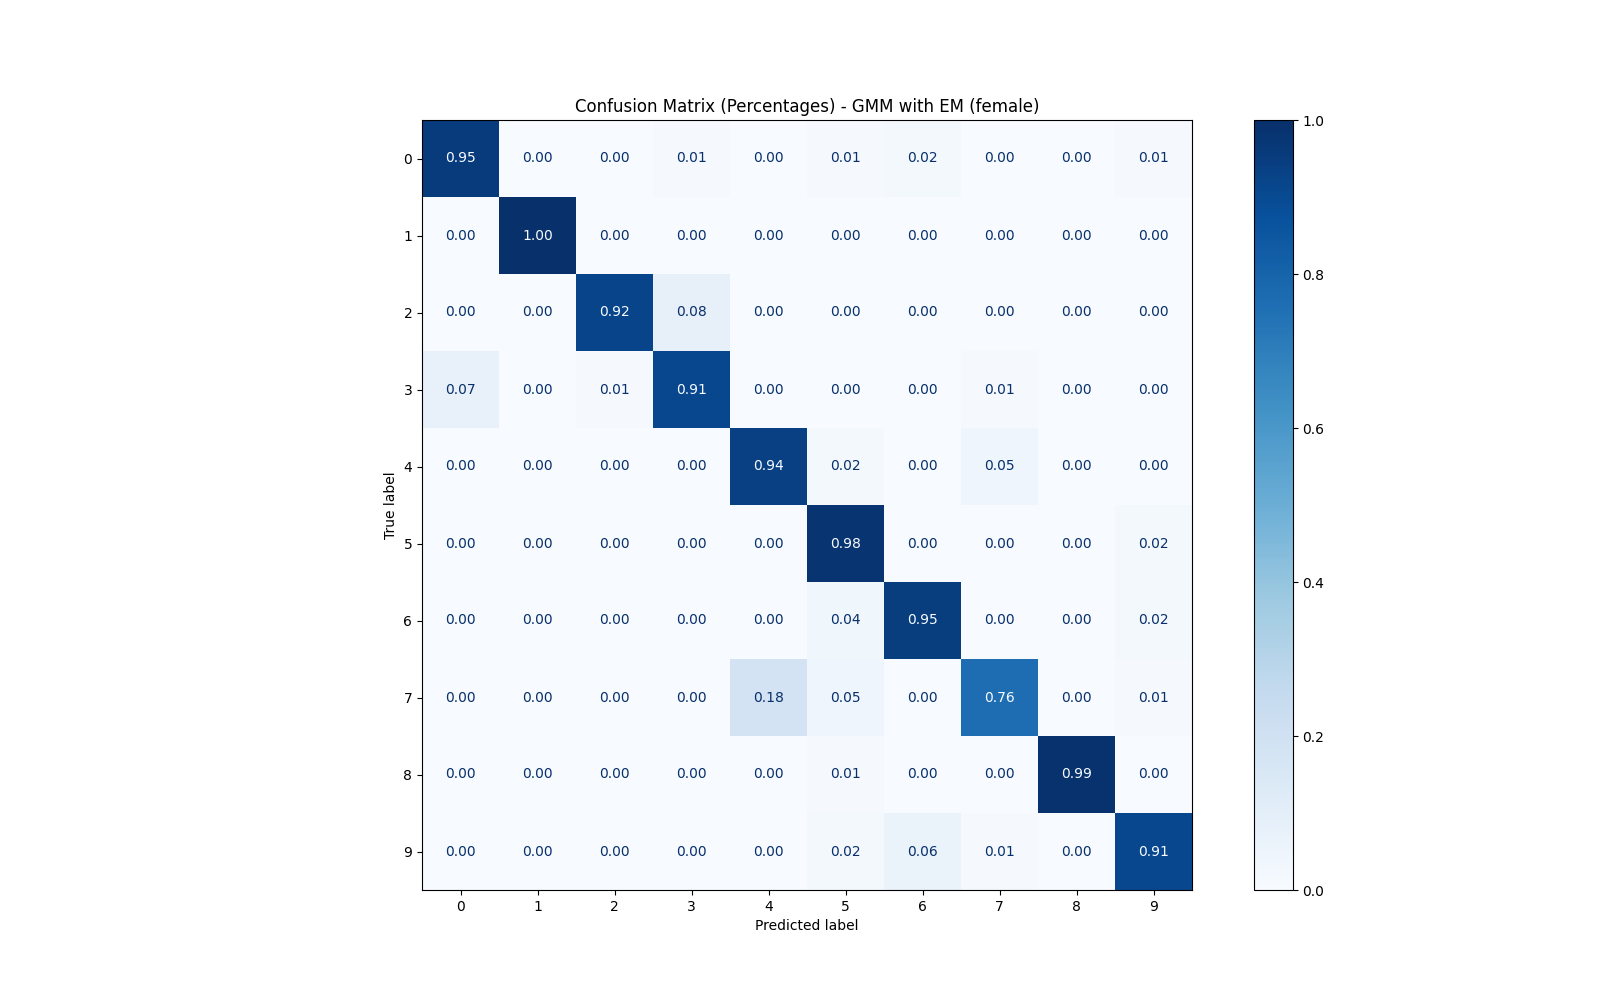 Confusion Matrix (Percentages) - GMM with EM (female)
0 0.95 0.00 0.00 0.01 0.00 0.01 0.02 0.00 0.00 0.01
1 0.00 1.00 0.00 0.00 0.00 0.00 0.00 0.00 0.00 0.00
2 0.00 0.00 0.92 0.08 0.00 0.00 0.00 0.00 0.00 0.00
3 0.07 0.00 0.01 0.91 0.00 0.00 0.00 0.01 0.00 0.00
4 0.00 0.00 0.00 0.00 0.94 0.02 0.00 0.05 0.00 0.00
5 0.00 0.00 0.00 0.00 0.00 0.98 0.00 0.00 0.00 0.02
6 0.00 0.00 0.00 0.00 0.00 0.04 0.95 0.00 0.00 0.02
7 0.00 0.00 0.00 0.00 0.18 0.05 0.00 0.76 0.00 0.01
8 0.00 0.00 0.00 0.00 0.00 0.01 0.00 0.00 0.99 0.00
9 0.00 0.00 0.00 0.00 0.00 0.02 0.06 0.01 0.00 0.91
0 1 2 3 4 5 6 7 8 9
Predicted label
True label
1.0
0.8
0.6
0.4
0.2
0.0